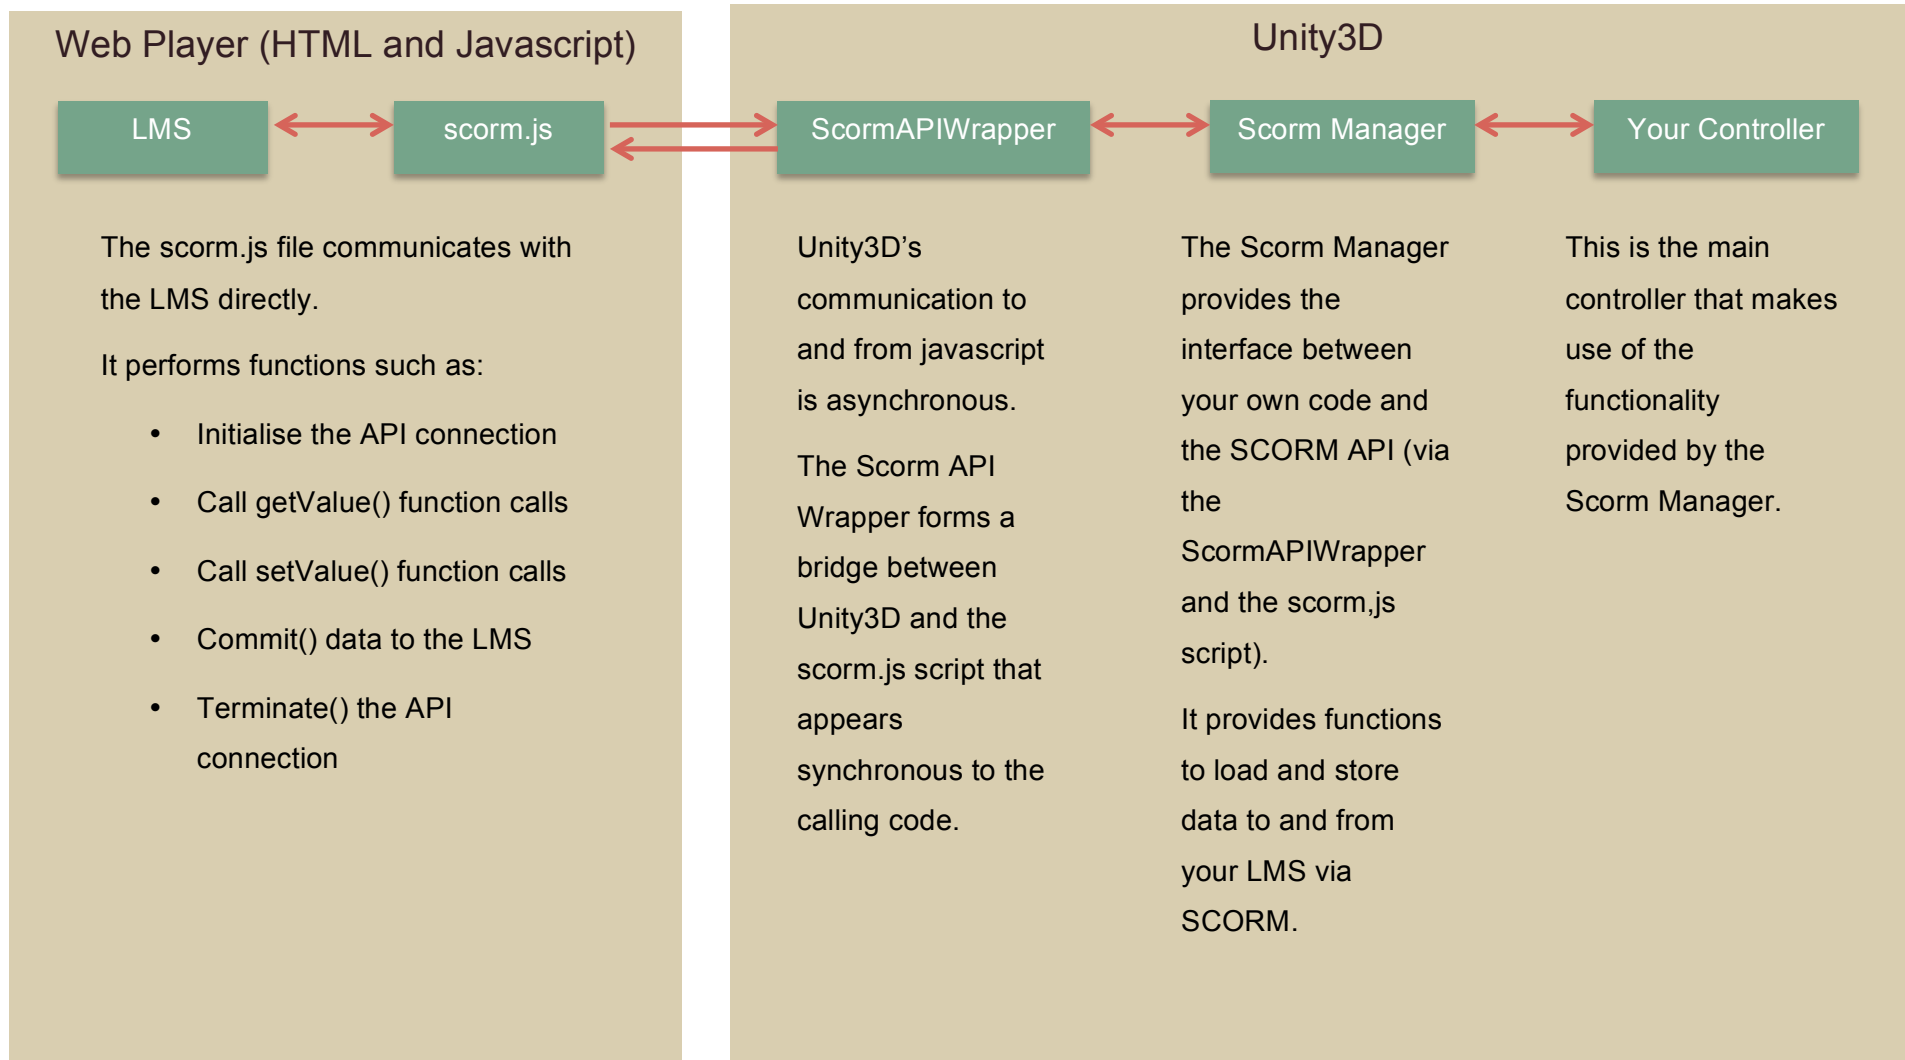 Web Player (HTML and Javascript)
LMS
scorm.js
The scorm.js file communicates with
the LMS directly.
It performs functions such as:
• Initialise the API connection
• Call getValue() function calls
• Call setValue() function calls
• Commit() data to the LMS
• Terminate() the API
connection
Unity3D
ScormAPIWrapper
Scorm Manager
Your Controller
Unity3D’s
communication to
and from javascript
is asynchronous.
The Scorm API
Wrapper forms a
bridge between
Unity3D and the
scorm.js script that
appears
synchronous to the
calling code.
The Scorm Manager
provides the
interface between
your own code and
the SCORM API (via
the
ScormAPIWrapper
and the scorm,js
script).
It provides functions
to load and store
data to and from
your LMS via
SCORM.
This is the main
controller that makes
use of the
functionality
provided by the
Scorm Manager.